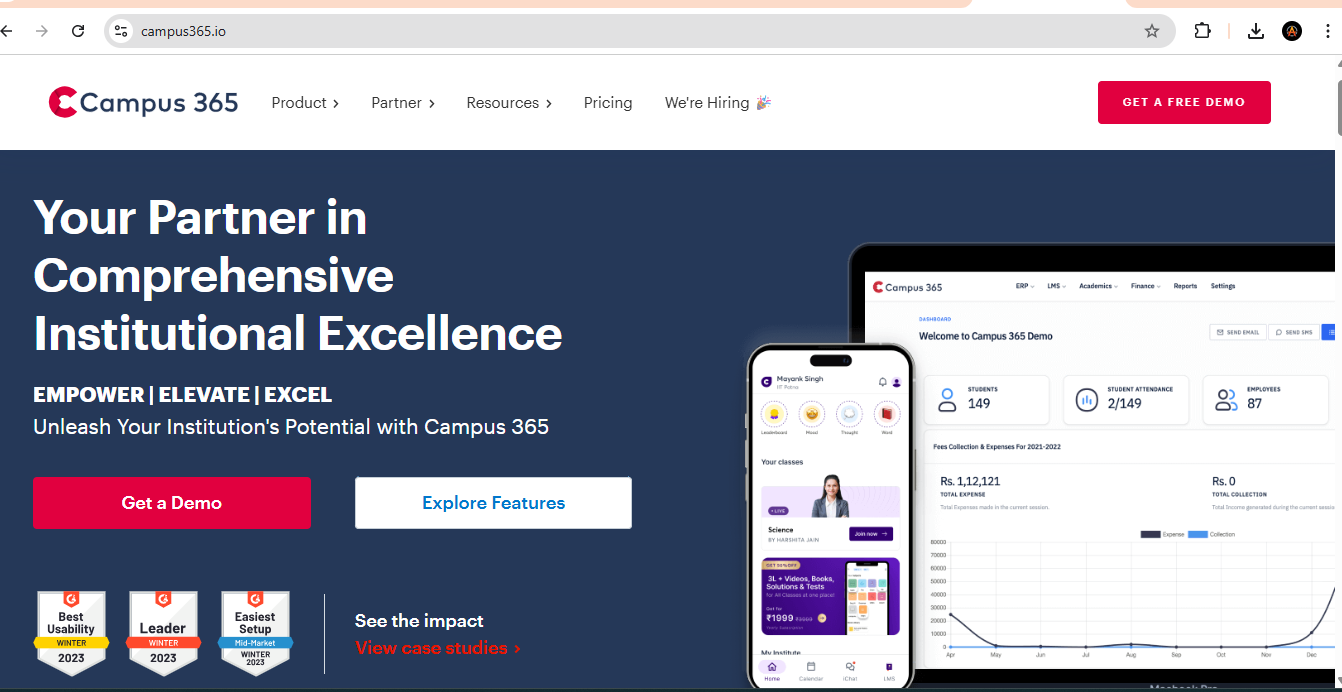 campus365.io
Campus 365
Product
Partner
Resources
Pricing
We're Hiring 🎉
GET A FREE DEMO
Your Partner in
Comprehensive
Institutional Excellence
EMPOWER | ELEVATE | EXCEL
Unleash Your Institution's Potential with Campus 365
Get a Demo
Explore Features
Best
Usability
WINTER
2023
Leader
WINTER
2023
Easiest
Setup
Mid-Market
WINTER
2023
See the impact
View case studies ›
Mayank Singh
Leaderboard
Mood
Thought
Word
Your classes
• LIVE
Science
BY HARSHITA JAIN
Join now →
GET 50% OFF
3L + Videos, Books,
Solutions & Tests
for All Classes at one place!
Get for
₹1999
My Institute
Home
Calendar
iChat
LMS
Campus 365
ERP
LMS
Academics
Finance
Reports
Settings
DASHBOARD
Welcome to Campus 365 Demo
SEND EMAIL
SEND SMS
STUDENTS
149
STUDENT ATTENDANCE
2/149
EMPLOYEES
87
Fees Collection & Expenses For 2021-2022
Rs. 1,12,121
TOTAL EXPENSE
Total Expenses made in the current session.
Rs. 0
TOTAL COLLECTION
Total Income generated during the current
Expense
Collection
80000
70000
60000
50000
40000
30000
20000
10000
0
Apr
May
Jun
Jul
Aug
Sep
Oct
Nov
Dec
Macbook Pro